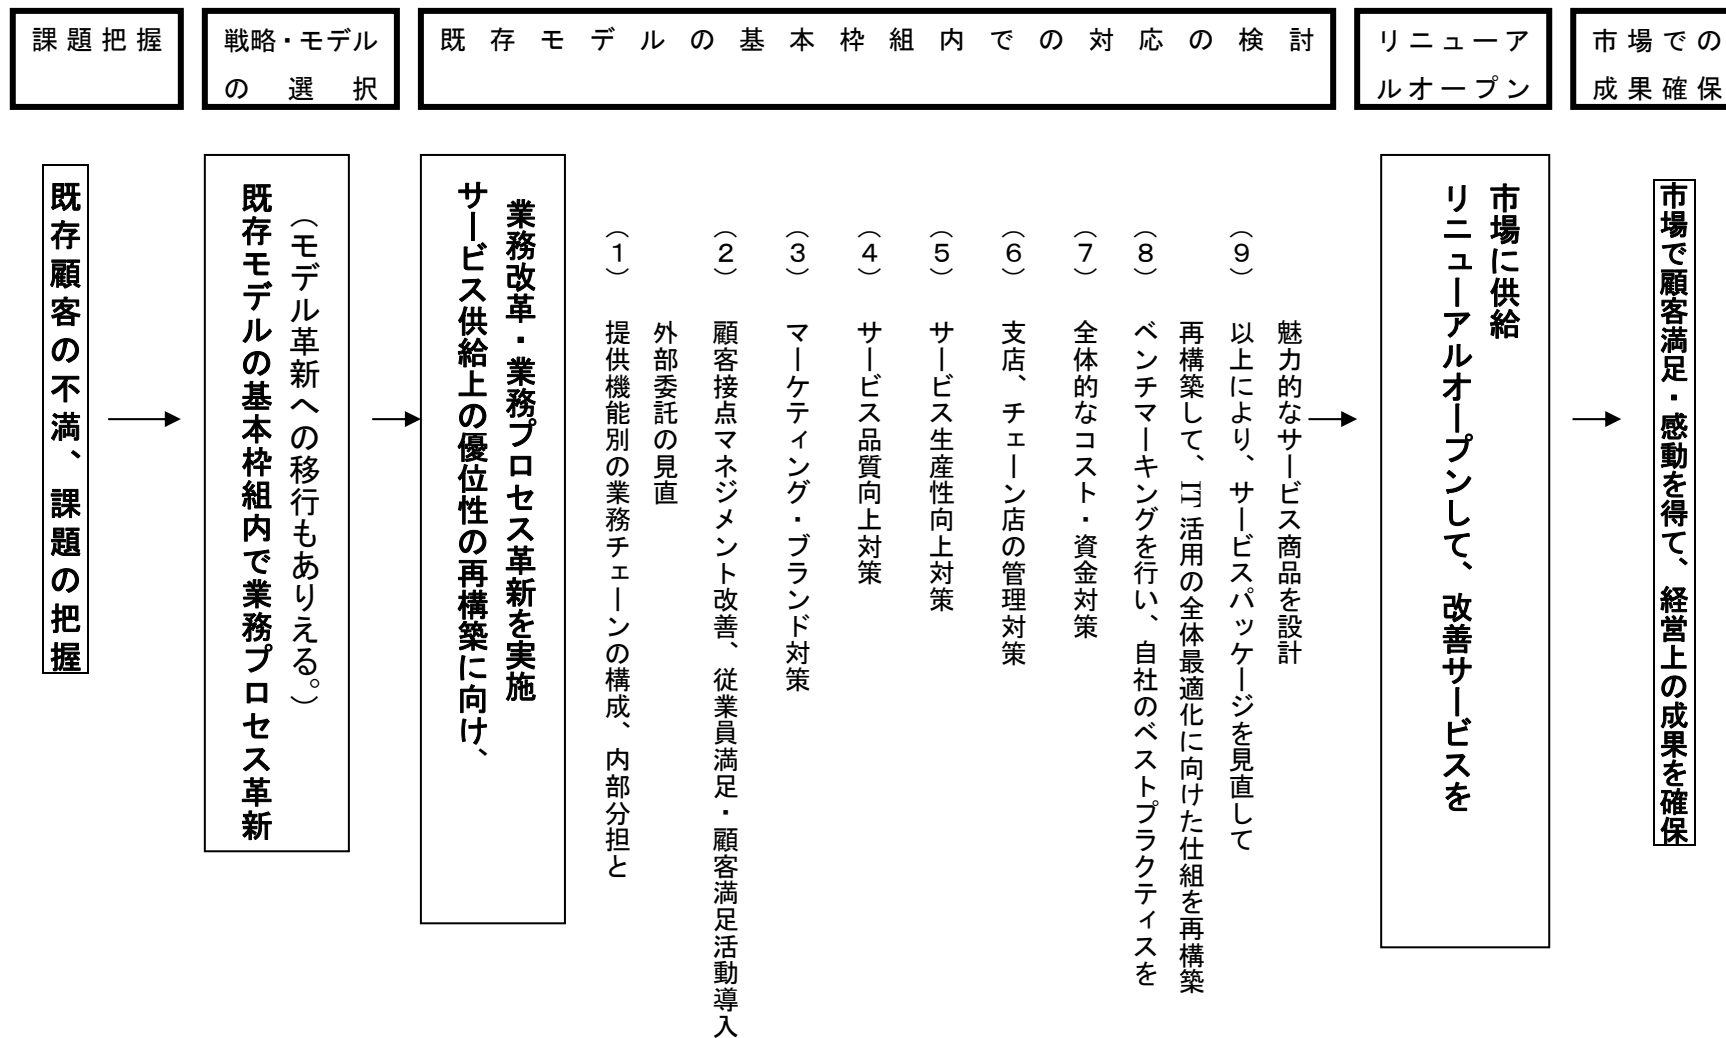 課題把握
戦略・モデル
の選択
既存モデルの基本枠組内での対応の検討
リニューア
ルオープン
市場での
成果確保
既存顧客の不満、課題の把握
既存モデルの基本枠組内で業務プロセス革新
（モデル革新への移行もありえる。）
サービス供給上の優位性の再構築に向け、
業務改革・業務プロセス革新を実施
（１） 提供機能別の業務チェーンの構成、内部分担と
外部委託の見直
（２） 顧客接点マネジメント改善、従業員満足・顧客満足活動導入
（３） マーケティング・ブランド対策
（４） サービス品質向上対策
（５） サービス生産性向上対策
（６） 支店、チェーン店の管理対策
（７） 全体的なコスト・資金対策
（８） ベンチマーキングを行い、自社のベストプラクティスを
再構築して、IT活用の全体最適化に向けた仕組を再構築
（９） 以上により、サービスパッケージを見直して
魅力的なサービス商品を設計
リニューアルオープンして、改善サービスを
市場に供給
市場で顧客満足・感動を得て、経営上の成果を確保